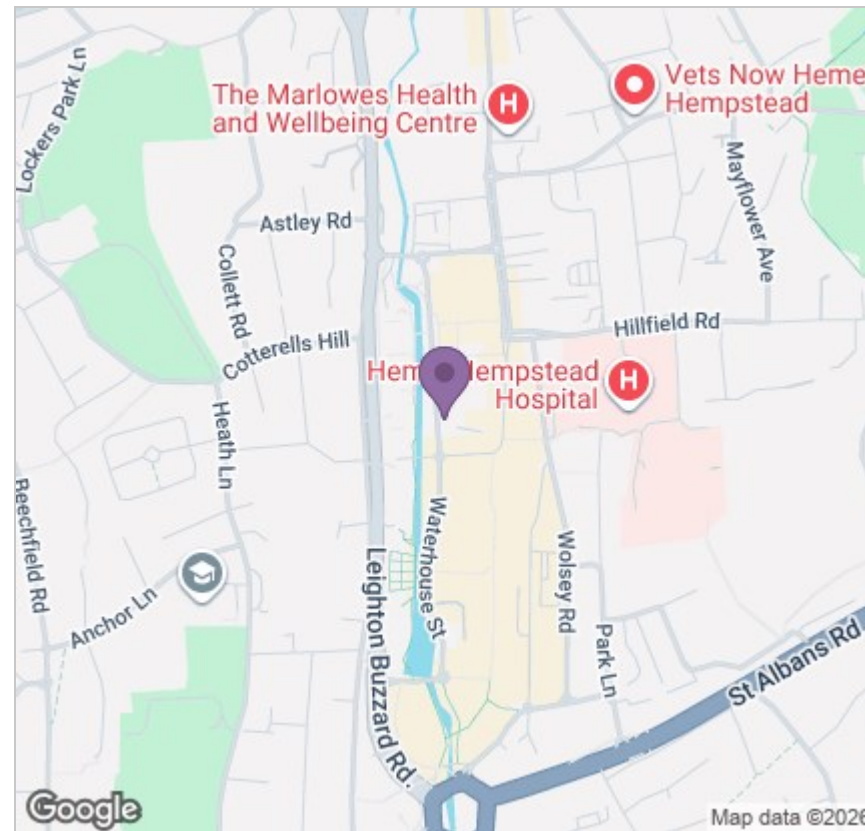 Lockers Park Ln
The Marlowes Health
and Wellbeing Centre
H
Vets Now Heme
Hempstead
Mayflower Ave
Astley Rd
Collett Rd
Cotterells Hill
Hillfield Rd
Hempstead
Hospital
H
Heath Ln
Beechfield Rd
Anchor Ln
Waterhouse St
Leighton Buzzard Rd.
Wolsey Rd
Park Ln
St Albans Rd
Google
Map data ©2026